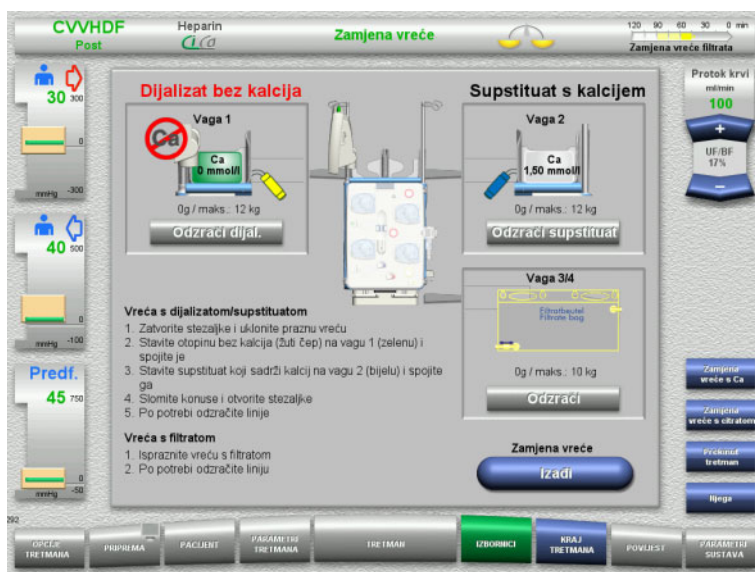 CVVHDF
Post
Heparin
Ci Ca
Zamjena vreće
120 90 60 30 0 min
Zamjena vreće filtrata
30
300
0
mmHg
-300
40
500
0
mmHg
-100
Predf.
45
750
0
mmHg
-50
Dijalizat bez kalcija
Vaga 1
Ca
Ca
0 mmol/l
0g / maks.: 12 kg
Odzrači dijal.
Supstituat s kalcijem
Vaga 2
Ca
1,50 mmol/l
0g / maks.: 12 kg
Odzrači supstituat
Vaga 3/4
Filtratbeutel
Filtrate bag
0g / maks.: 10 kg
Odzrači
Vreća s dijalizatom/supstituatom
1. Zatvorite stezaljke i uklonite praznu vreću
2. Stavite otopinu bez kalcija (žuti čep) na vagu 1 (zelenu) i
spojite je
3. Stavite supstituat koji sadrži kalcij na vagu 2 (bijelu) i spojite
ga
4. Slomite konuse i otvorite stezaljke
5. Po potrebi odzračite linije
Vreća s filtratom
1. Ispraznite vreću s filtratom
2. Po potrebi odzračite liniju
Zamjena vreće
Izađi
Protok krvi
ml/min
100
+
UF/BF
17%
−
Zamjena
vreće s Ca
Zamjena
vreće s citratom
Prekinut
tretman
Njega
292
OPCIJE
TRETMANA
PRIPREMA
PACIJENT
PARAMETRI
TRETMANA
TRETMAN
IZBORNICI
KRAJ
TRETMANA
POVIJEST
PARAMETRI
SUSTAVA